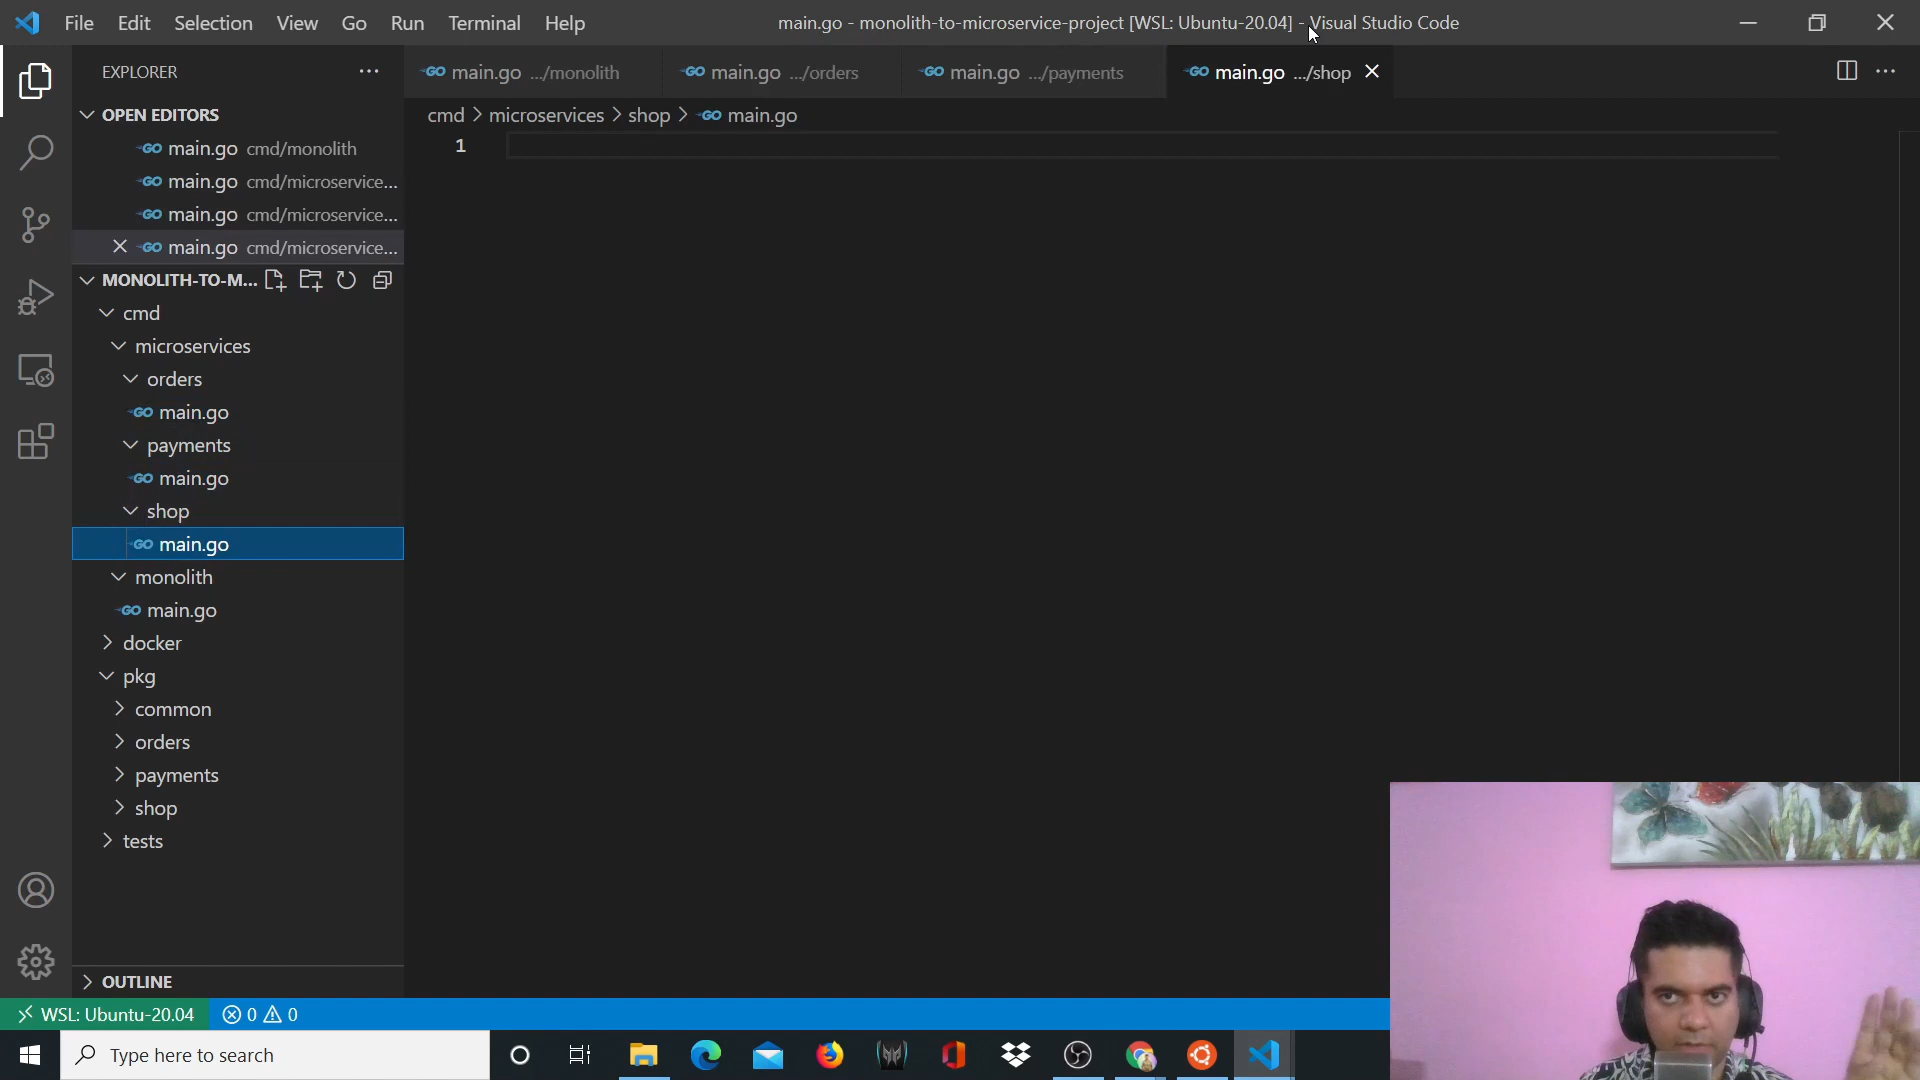 File Edit Selection View Go Run Terminal Help main.go - monolith-to-microservice-project [WSL: Ubuntu-20.04] - Visual Studio Code
EXPLORER
main.go .../monolith main.go .../orders main.go .../payments main.go .../shop
OPEN EDITORS
cmd > microservices > shop > main.go
1
main.go cmd/monolith
main.go cmd/microservice...
main.go cmd/microservice...
main.go cmd/microservice...
MONOLITH-TO-M...
cmd
microservices
orders
main.go
payments
main.go
shop
main.go
monolith
main.go
docker
pkg
common
orders
payments
shop
tests
OUTLINE
WSL: Ubuntu-20.04 0 0
Type here to search